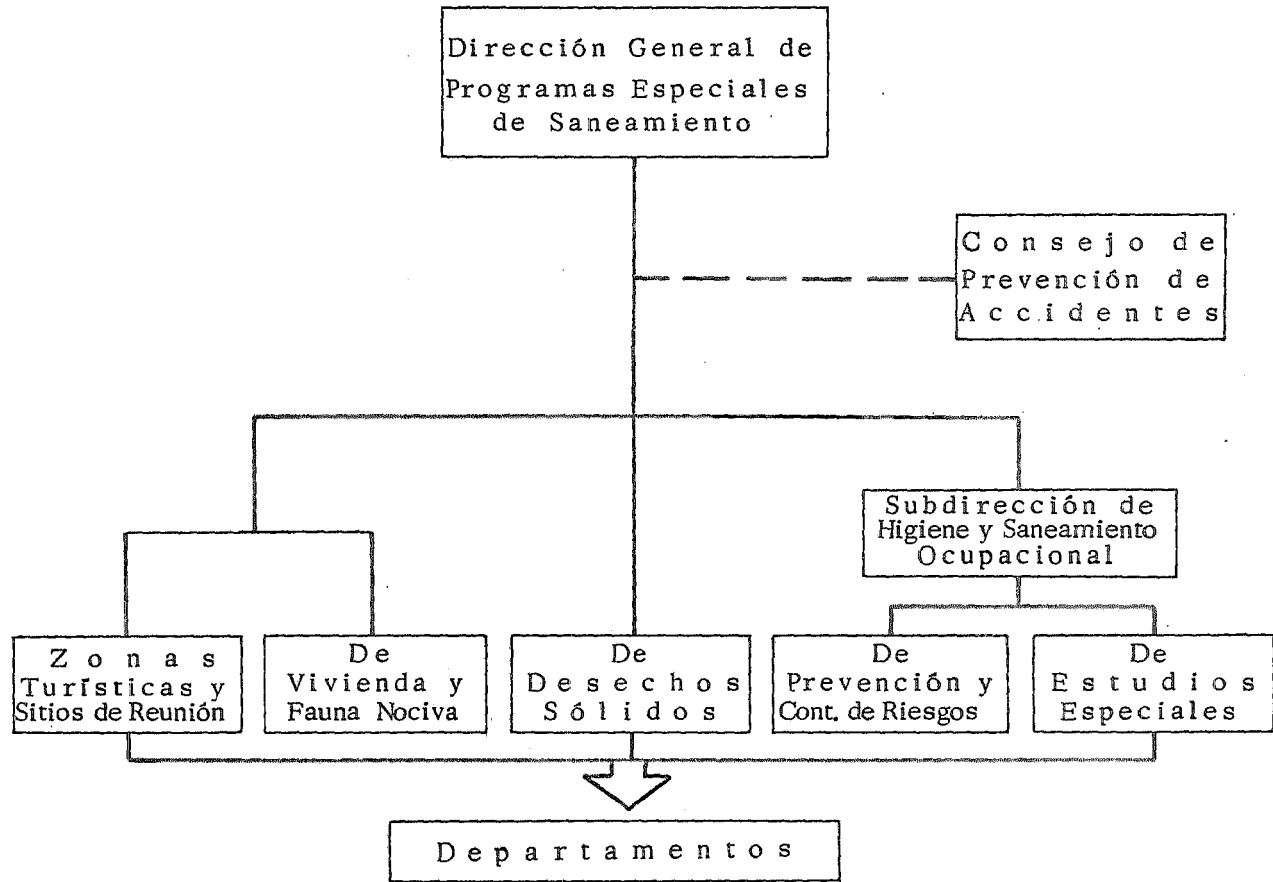 Dirección General de
Programas Especiales
de Saneamiento
Consejo de
Prevención de
Accidentes
Subdirección de
Higiene y Saneamiento
Ocupacional
Zonas
Turísticas y
Sitios de Reunión
De
Vivienda y
Fauna Nociva
De
Desechos
Sólidos
De
Prevención y
Cont. de Riesgos
De
Estudios
Especiales
Departamentos